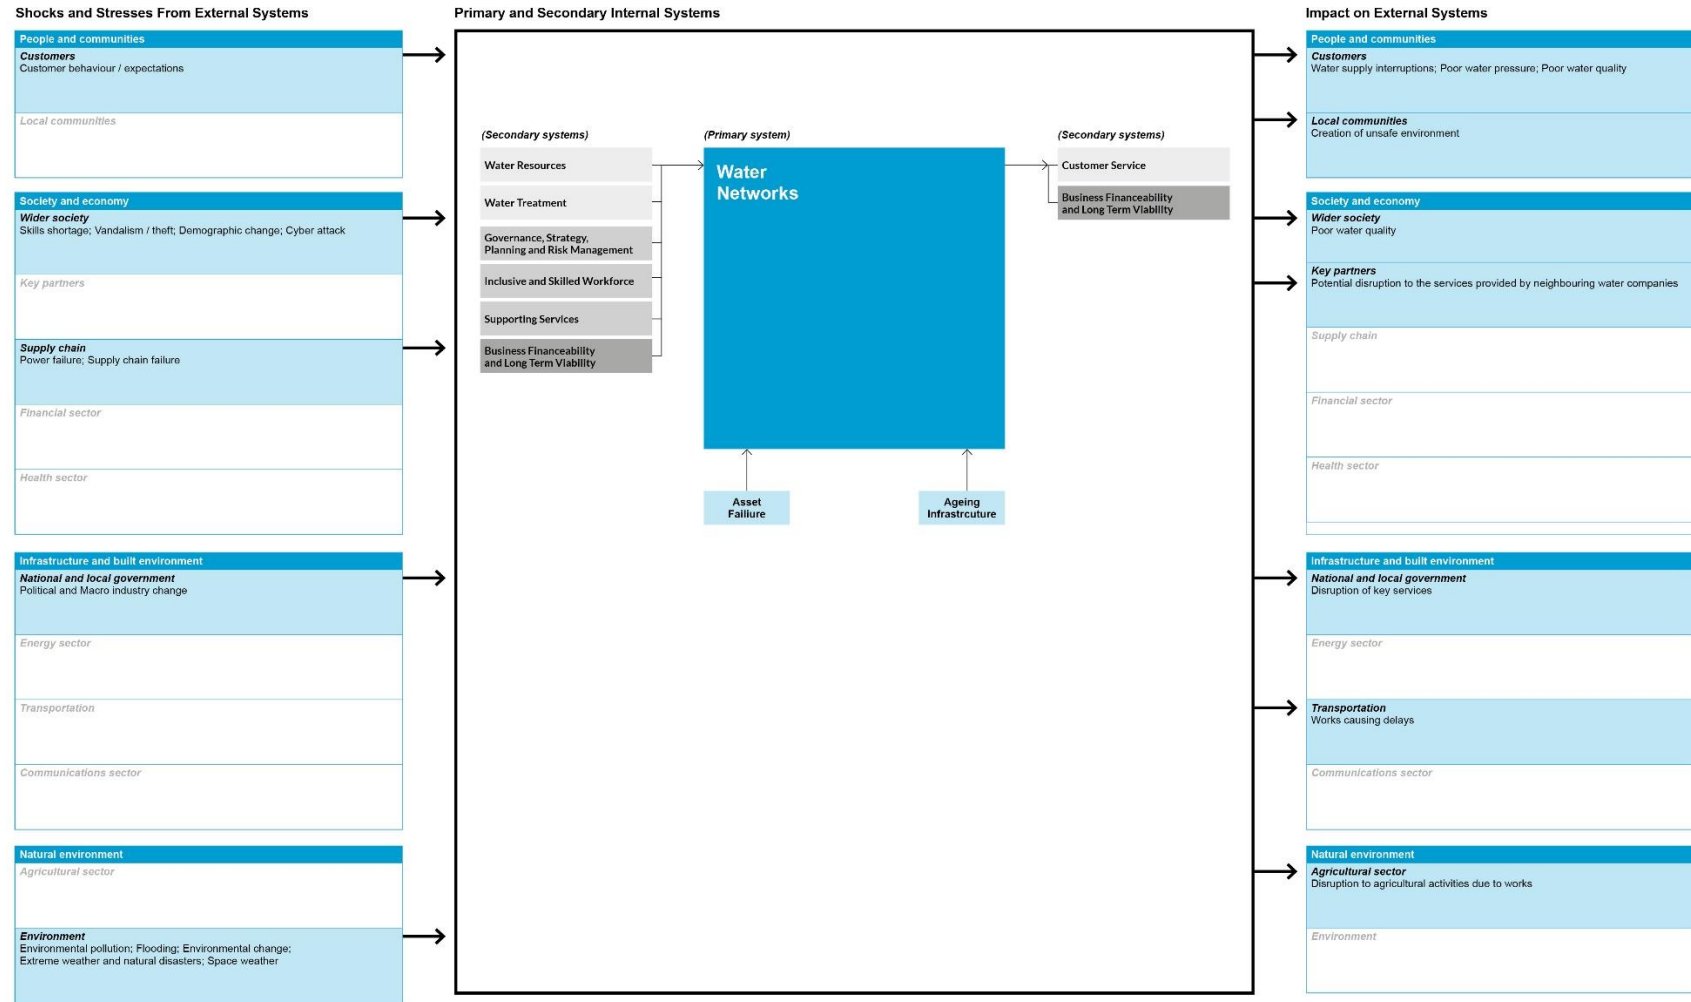 Shocks and Stresses From External Systems
People and communities
Customers
Customer behaviour / expectations
Local communities
Society and economy
Wider society
Skills shortage; Vandalism / theft; Demographic change; Cyber attack
Key partners
Supply chain
Power failure; Supply chain failure
Financial sector
Health sector
Infrastructure and built environment
National and local government
Political and Macro industry change
Energy sector
Transportation
Communications sector
Natural environment
Agricultural sector
Environment
Environmental pollution; Flooding; Environmental change;
Extreme weather and natural disasters; Space weather
Primary and Secondary Internal Systems
(Secondary systems)
Water Resources
Water Treatment
Governance, Strategy,
Planning and Risk Management
Inclusive and Skilled Workforce
Supporting Services
Business Financeability
and Long Term Viability
(Primary system)
Water
Networks
Asset
Failiure
Ageing
Infrastrcuture
(Secondary systems)
Customer Service
Business Financeability
and Long Term Viability
Impact on External Systems
People and communities
Customers
Water supply interruptions; Poor water pressure; Poor water quality
Local communities
Creation of unsafe environment
Society and economy
Wider society
Poor water quality
Key partners
Potential disruption to the services provided by neighbouring water companies
Supply chain
Financial sector
Health sector
Infrastructure and built environment
National and local government
Disruption of key services
Energy sector
Transportation
Works causing delays
Communications sector
Natural environment
Agricultural sector
Disruption to agricultural activities due to works
Environment